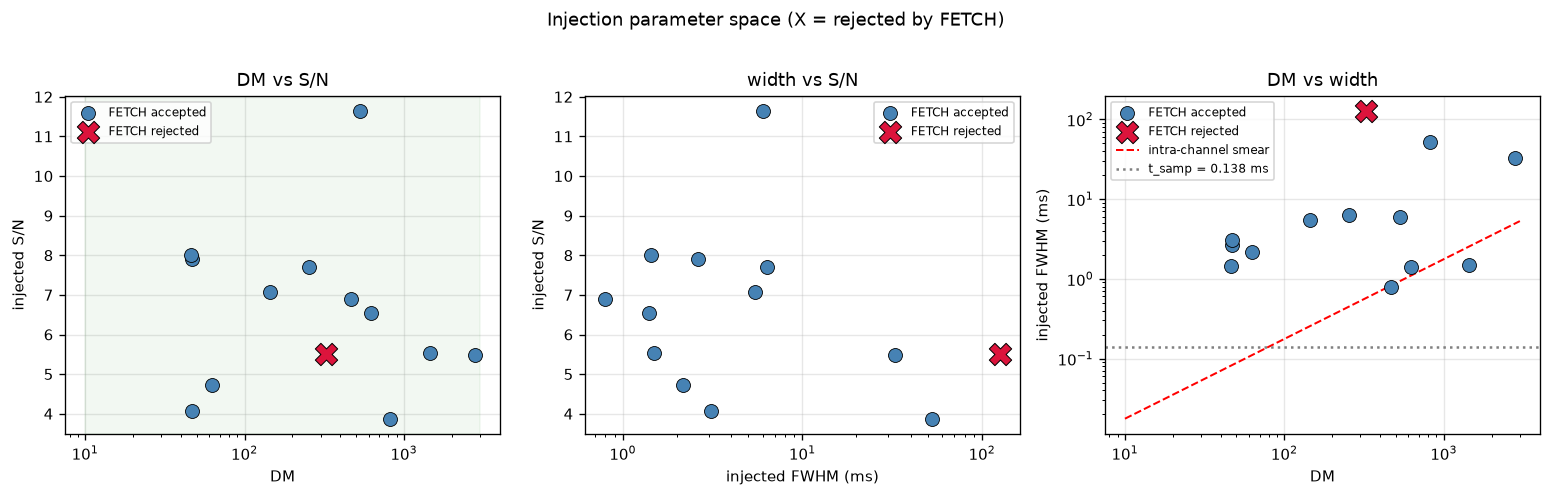 Injection parameter space (X = rejected by FETCH)
DM vs S/N
injected S/N
12
11
10
9
8
7
6
5
4
FETCH accepted
FETCH rejected
10¹
10²
10³
DM
width vs S/N
injected S/N
12
11
10
9
8
7
6
5
4
FETCH accepted
FETCH rejected
10⁰
10¹
10²
injected FWHM (ms)
DM vs width
injected FWHM (ms)
10²
10¹
10⁰
10⁻¹
FETCH accepted
FETCH rejected
intra-channel smear
t_samp = 0.138 ms
10¹
10²
10³
DM